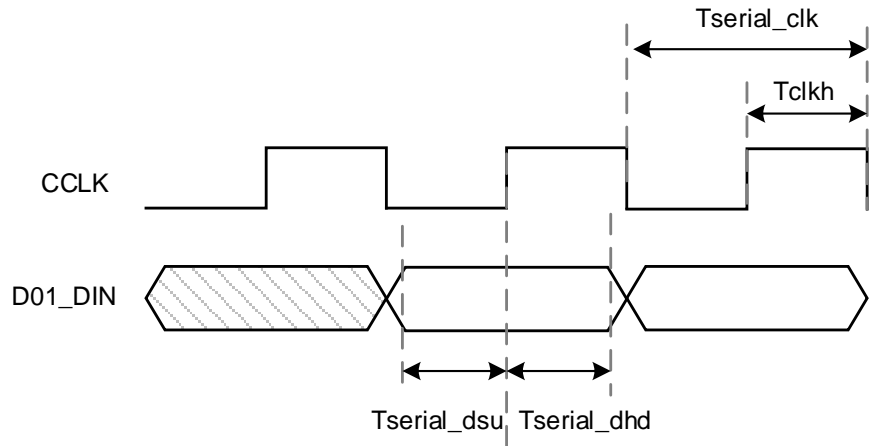 Tserial_clk
Tclkh
CCLK
D01_DIN
Tserial_dsu
Tserial_dhd